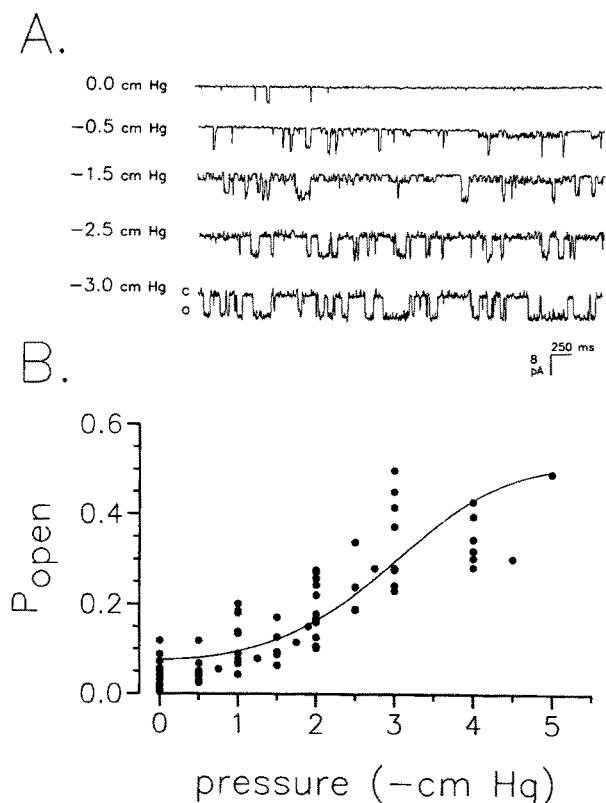 A.
0.0 cm Hg
-0.5 cm Hg
-1.5 cm Hg
-2.5 cm Hg
-3.0 cm Hg
c
o
250 ms
8
pA
B.
0.6
0.4
0.2
0.0
Popen
0 1 2 3 4 5
pressure (-cm Hg)